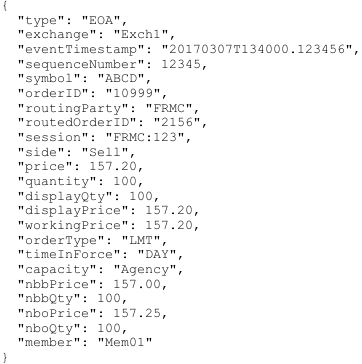 {
"type": "EOA",
"exchange": "Exch1",
"eventTimestamp": "20170307T134000.123456",
"sequenceNumber": 12345,
"symbol": "ABCD",
"orderID": "10999",
"routingParty": "FRMC",
"routedOrderID": "2156",
"session": "FRMC:123",
"side": "Sell",
"price": 157.20,
"quantity": 100,
"displayQty": 100,
"displayPrice": 157.20,
"workingPrice": 157.20,
"orderType": "LMT",
"timeInForce": "DAY",
"capacity": "Agency",
"nbbPrice": 157.00,
"nbbQty": 100,
"nboPrice": 157.25,
"nboQty": 100,
"member": "Mem01"
}